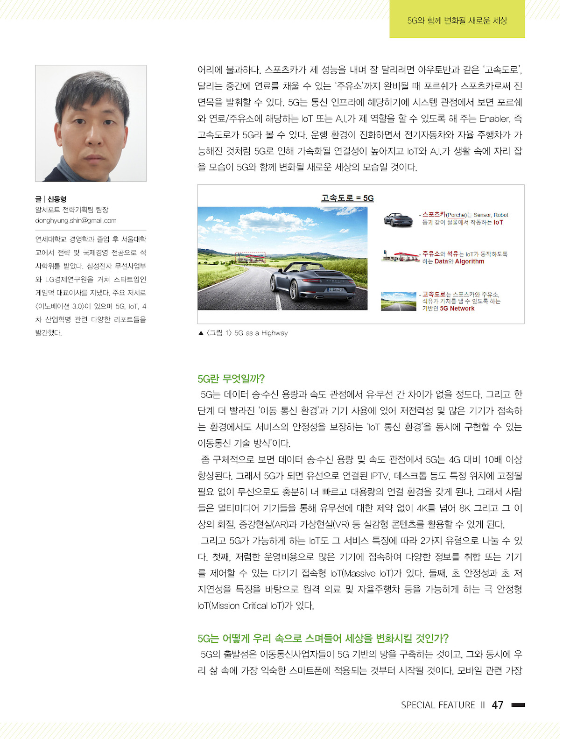 5G와 함께 변화될 새로운 세상
글 | 신동형
알서포트 전략기획팀 팀장
donghyung.shin@gmail.com
연세대학교 경영학과 졸업 후 서울대학
교에서 전략 및 국제경영 전공으로 석
사학위를 받았다. 삼성전자 무선사업부
와 LG경제연구원을 거쳐 스타트업인
게임덕 대표이사를 지냈다. 주요 저서로
(이노베이션 3.0)이 있으며 5G, IoT, 4
차 산업혁명 관련 다양한 리포트들을
발간했다.
어리에 불과하다. 스포츠카가 제 성능을 내며 잘 달리려면 아우토반과 같은 '고속도로',
달리는 중간에 연료를 채울 수 있는 '주유소'까지 완비될 때 포르쉐가 스포츠카로써 진
면목을 발휘할 수 있다. 5G는 통신 인프라에 해당하기에 시스템 관점에서 보면 포르쉐
와 연료/주유소에 해당하는 IoT 또는 A.I.가 제 역할을 할 수 있도록 해 주는 Enabler, 즉
고속도로가 5G라 볼 수 있다. 운행 환경이 진화하면서 전기자동차와 자율 주행차가 가
능해진 것처럼 5G로 인해 가속화될 연결성이 높아지고 IoT와 A.I.가 생활 속에 자리 잡
을 모습이 5G와 함께 변화될 새로운 세상의 모습일 것이다.
고속도로 = 5G
- 스포츠카(Porche)는 Sensor, Robot
등과 같이 실물에서 작동하는 IoT
- 주유소와 석유는 IoT가 동작하도록
하는 Data와 Algorithm
- 고속도로는 스포츠카와 주유소,
석유가 가치를 낼 수 있도록 하는
기반인 5G Network
▲ 〈그림 1〉 5G as a Highway
5G란 무엇일까?
5G는 데이터 송·수신 용량과 속도 관점에서 유·무선 간 차이가 없을 정도다. 그리고 한
단계 더 빨라진 '이동 통신 환경'과 기기 사용에 있어 저전력성 및 많은 기기가 접속하
는 환경에서도 서비스의 안정성을 보장하는 'IoT 통신 환경'을 동시에 구현할 수 있는
이동통신 기술 방식'이다.
좀 구체적으로 보면 데이터 송·수신 용량 및 속도 관점에서 5G는 4G 대비 10배 이상
향상된다. 그래서 5G가 되면 유선으로 연결된 IPTV, 데스크톱 등도 특정 위치에 고정될
필요 없이 무선으로도 충분히 더 빠르고 대용량의 연결 환경을 갖게 된다. 그래서 사람
들은 멀티미디어 기기들을 통해 유무선에 대한 제약 없이 4K를 넘어 8K 그리고 그 이
상의 화질, 증강현실(AR)과 가상현실(VR) 등 실감형 콘텐츠를 활용할 수 있게 된다.
그리고 5G가 가능하게 하는 IoT도 그 서비스 특징에 따라 2가지 유형으로 나눌 수 있
다. 첫째, 저렴한 운영비용으로 많은 기기에 접속하여 다양한 정보를 취합 또는 기기
를 제어할 수 있는 다기기 접속형 IoT(Massive IoT)가 있다. 둘째, 초 안정성과 초 저
지연성을 특징을 바탕으로 원격 의료 및 자율주행차 등을 가능하게 하는 극 안정형
IoT(Mission Critical IoT)가 있다.
5G는 어떻게 우리 속으로 스며들어 세상을 변화시킬 것인가?
5G의 출발점은 이동통신사업자들이 5G 기반의 망을 구축하는 것이고, 그와 동시에 우
리 삶 속에 가장 익숙한 스마트폰에 적용되는 것부터 시작될 것이다. 모바일 관련 가장
SPECIAL FEATURE Ⅱ 47